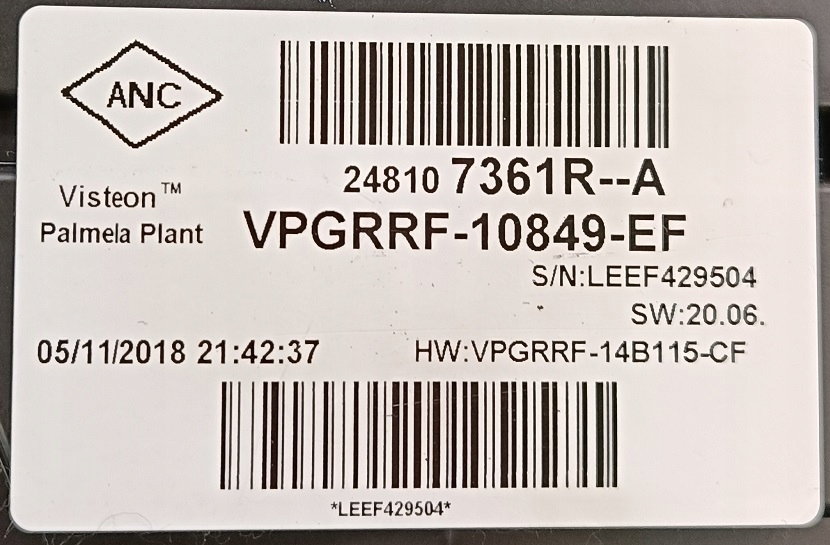 ANC
24810 7361R--A
Visteon™
Palmela Plant
VPGRRF-10849-EF
S/N:LEEF429504
SW:20.06.
05/11/2018 21:42:37
HW:VPGRRF-14B115-CF
*LEEF429504*